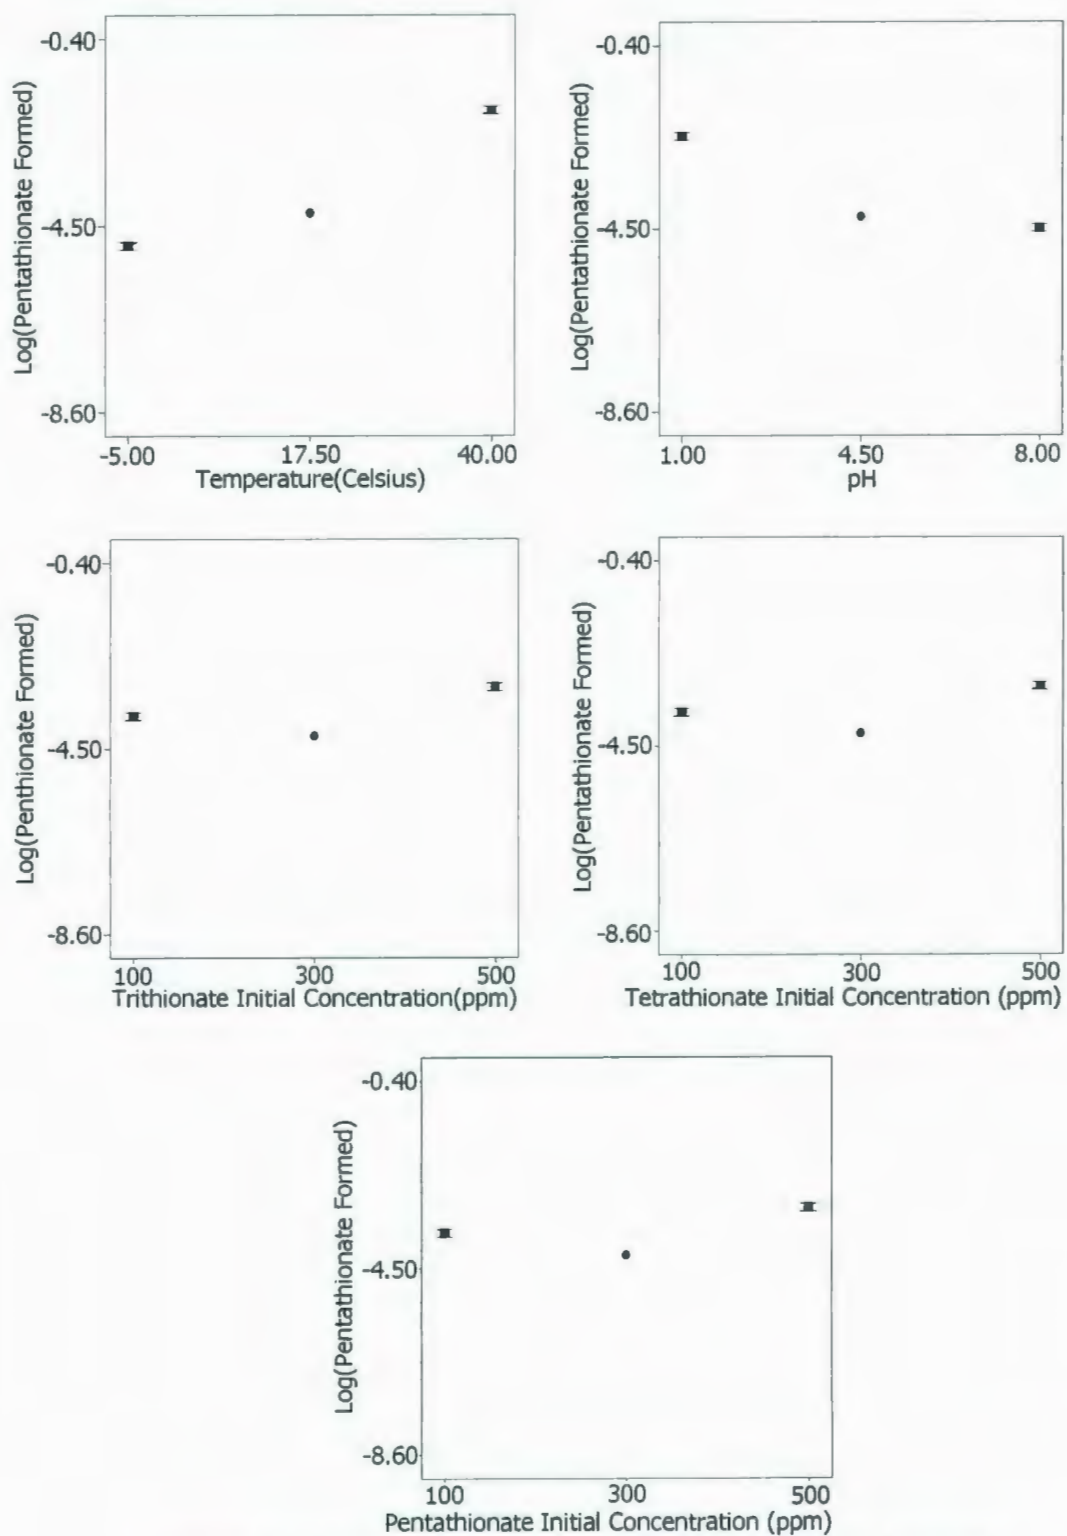 -0.40
-4.50
-8.60
Log(Pentathionate Formed)
-5.00 17.50 40.00
Temperature(Celsius)
-0.40
-4.50
-8.60
Log(Pentathionate Formed)
1.00 4.50 8.00
pH
-0.40
-4.50
-8.60
Log(Penthionate Formed)
100 300 500
Trithionate Initial Concentration(ppm)
-0.40
-4.50
-8.60
Log(Pentathionate Formed)
100 300 500
Tetrathionate Initial Concentration (ppm)
-0.40
-4.50
-8.60
Log(Pentathionate Formed)
100 300 500
Pentathionate Initial Concentration (ppm)